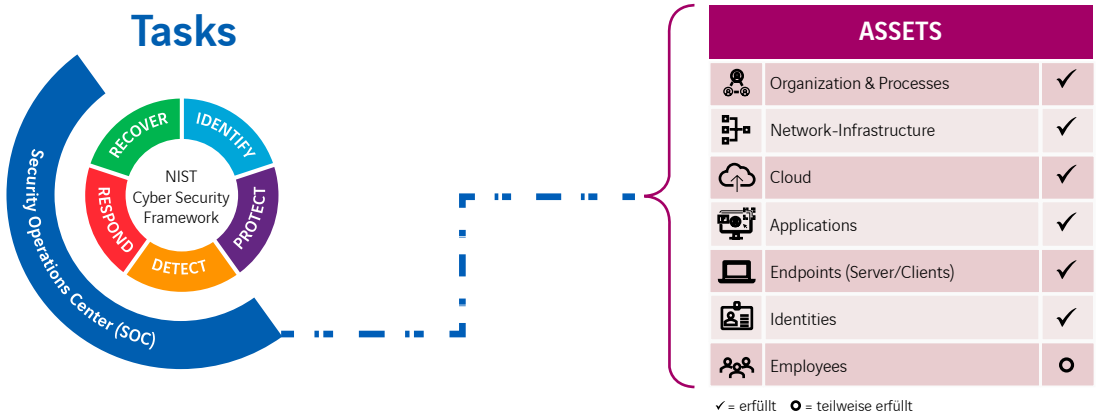 Tasks
Security Operations Center (SOC)
RECOVER
IDENTIFY
RESPOND
PROTECT
DETECT
NIST
Cyber Security
Framework
ASSETS
Organization & Processes ✓
Network-Infrastructure ✓
Cloud ✓
Applications ✓
Endpoints (Server/Clients) ✓
Identities ✓
Employees O
✓ = erfüllt O = teilweise erfüllt